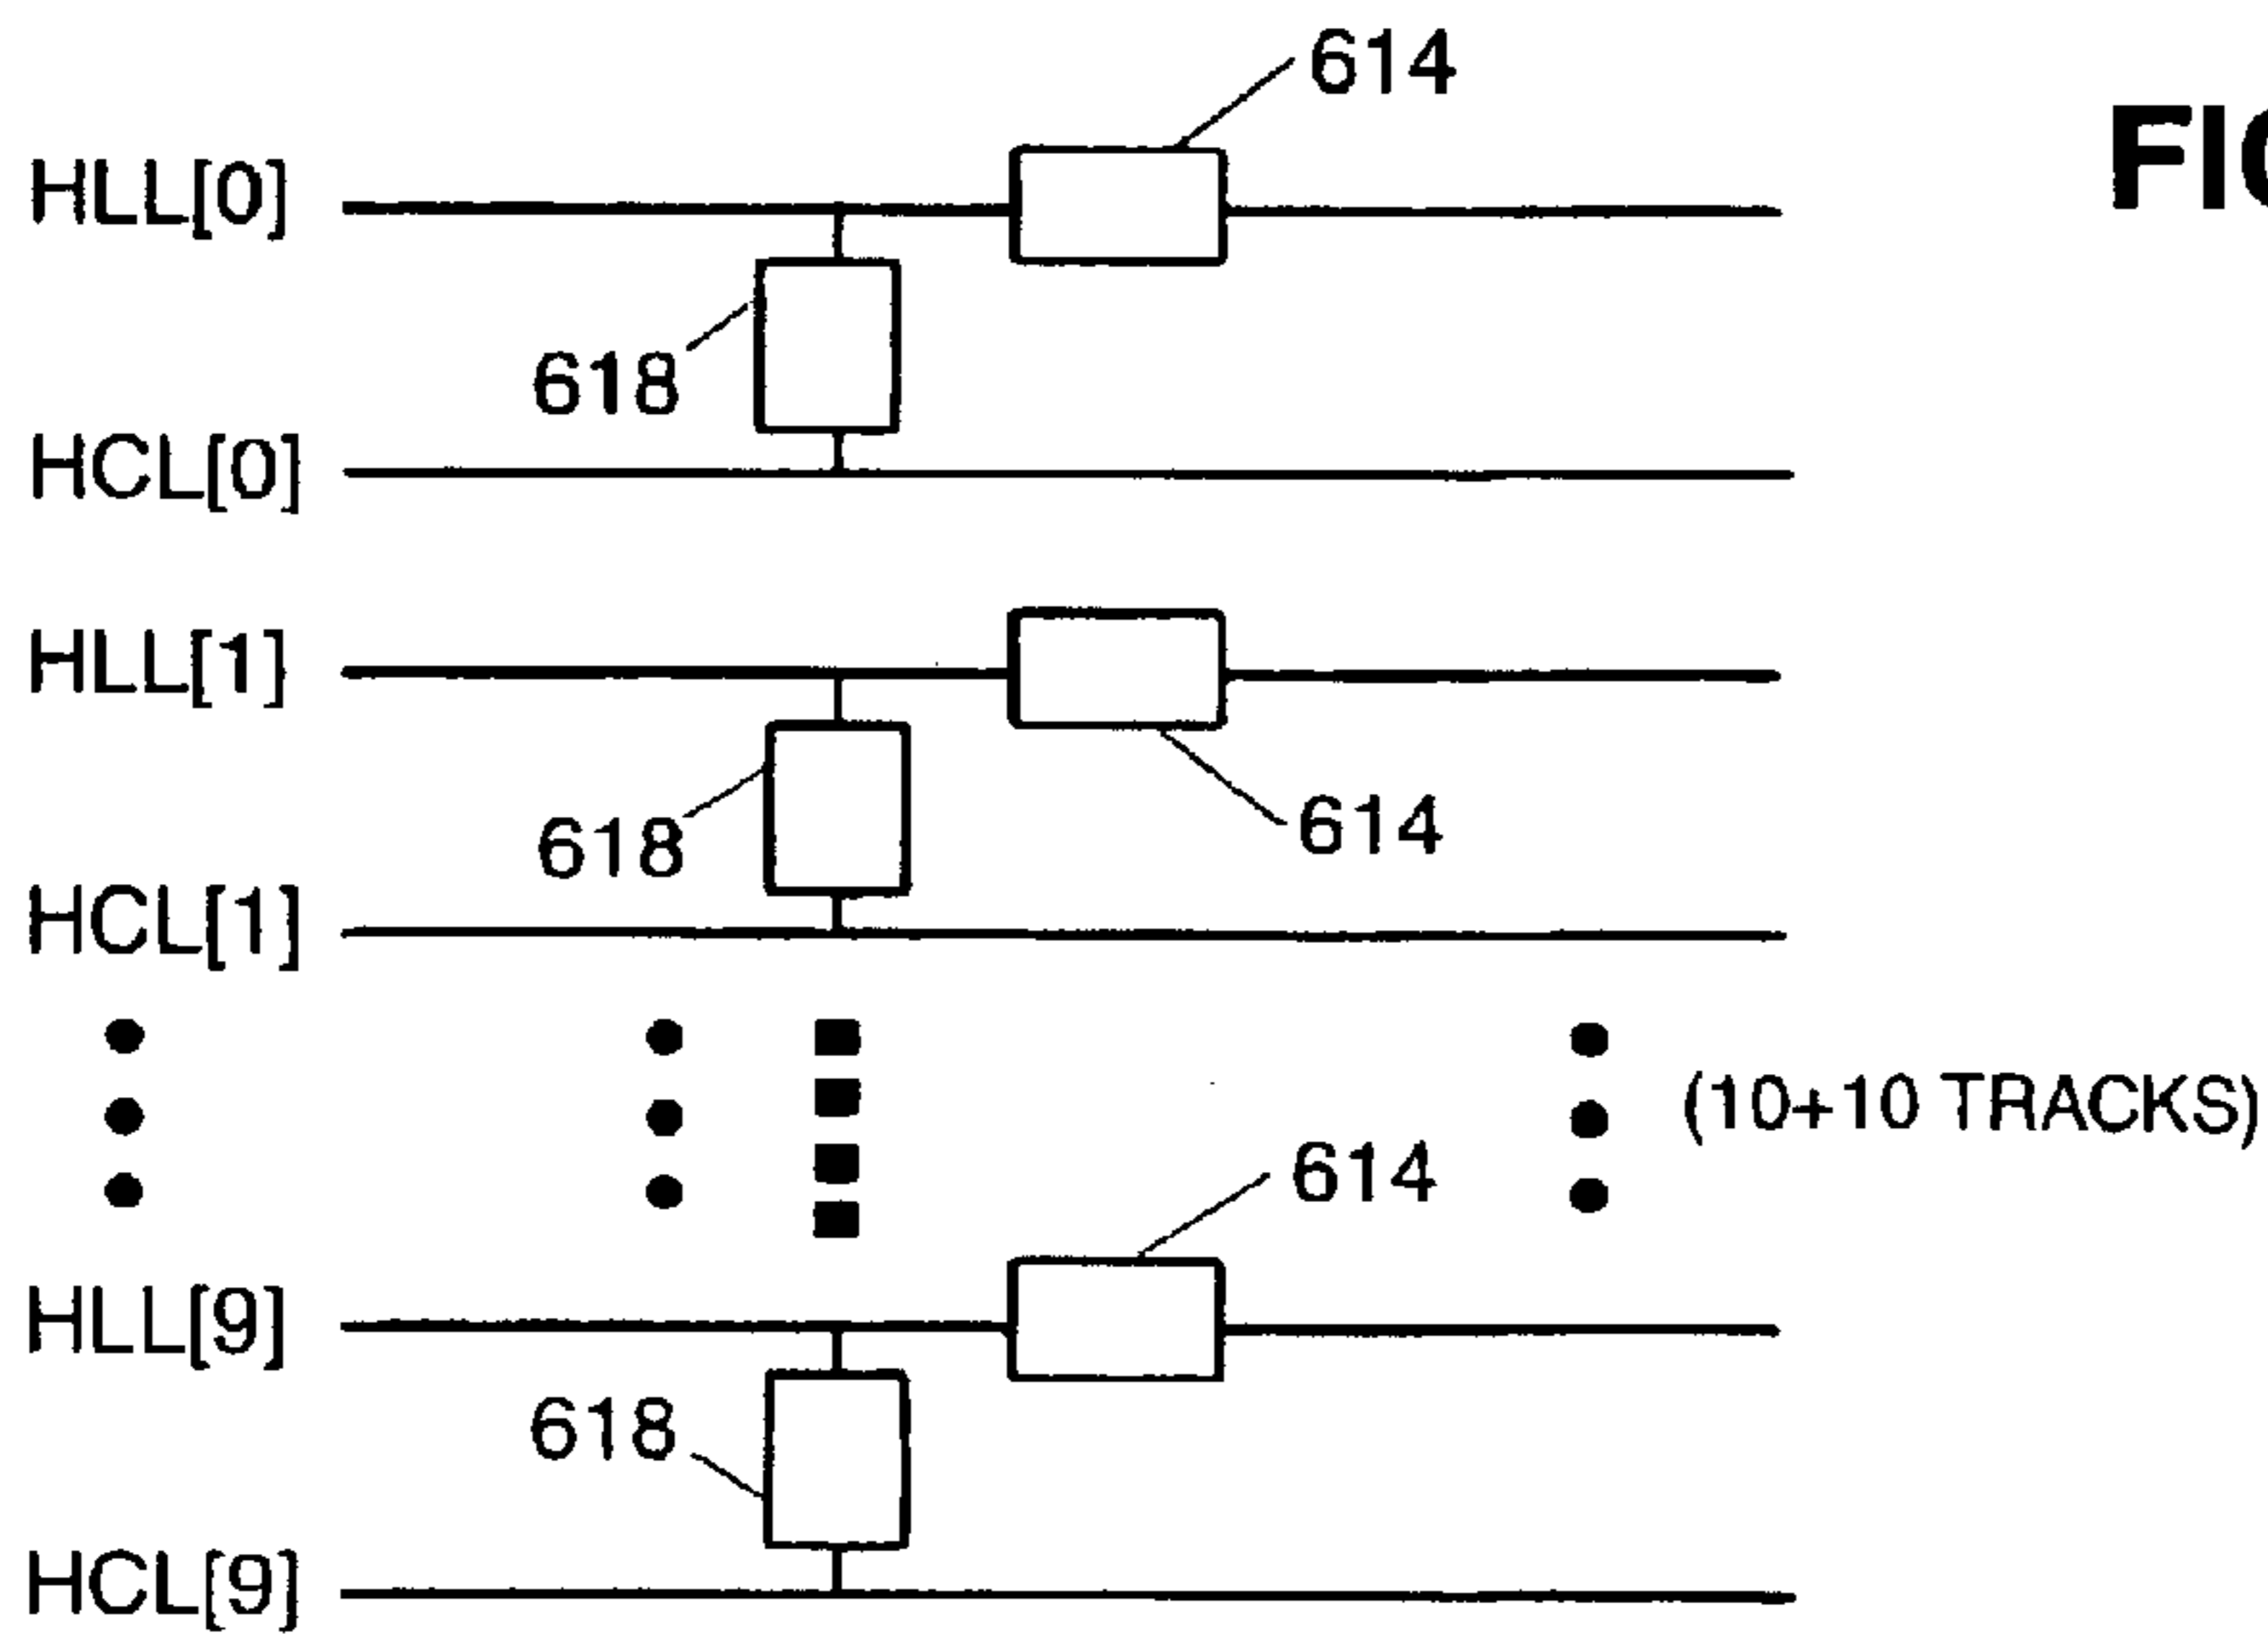 614
FIG
HLL[0]
618
HCL[0]
HLL[1]
618
614
HCL[1]
(10+10 TRACKS)
614
HLL[9]
618
HCL[9]